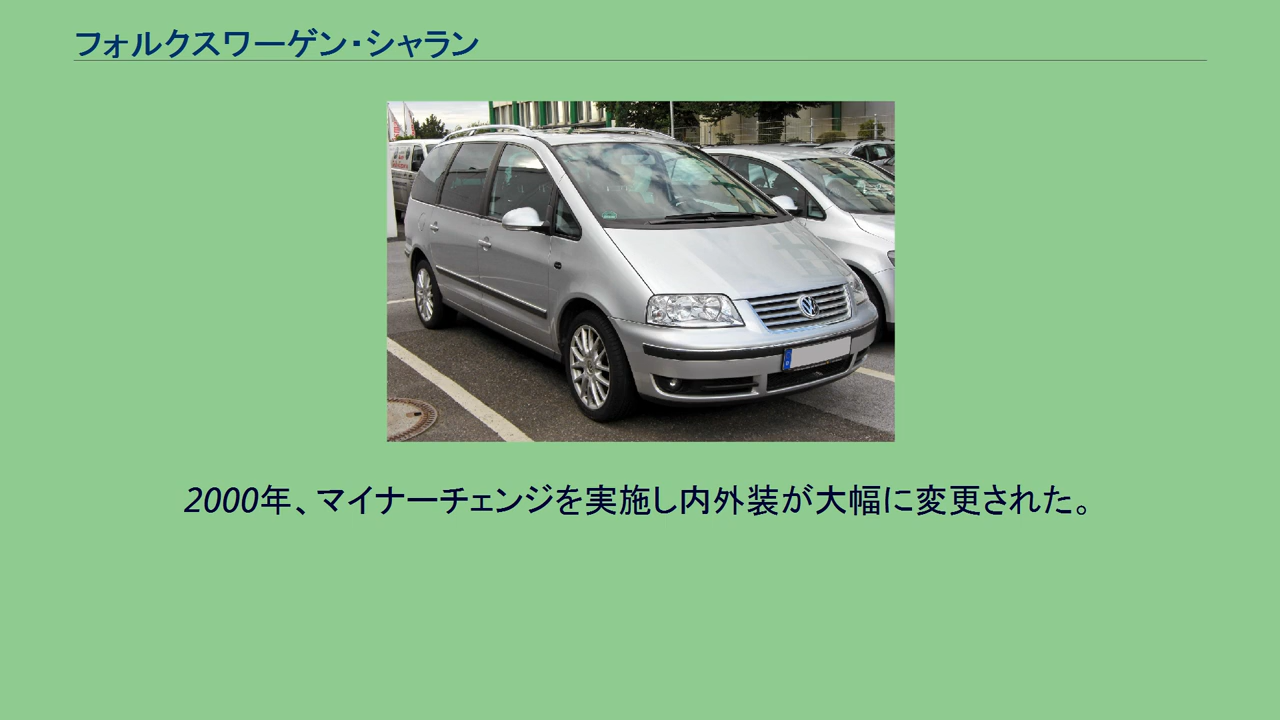 フォルクスワーゲン・シャラン
2000年、マイナーチェンジを実施し内外装が大幅に変更された。